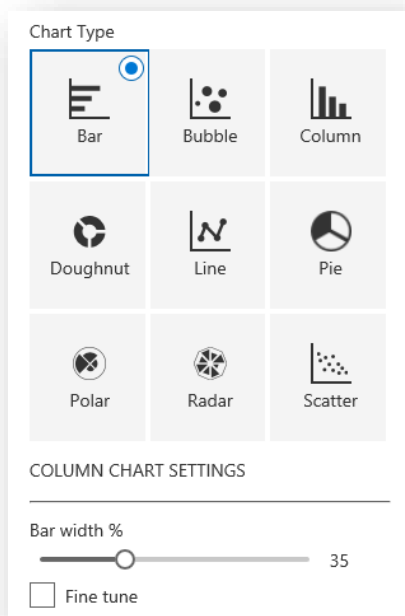 Chart Type
Bar Bubble Column
Doughnut Line Pie
Polar Radar Scatter
COLUMN CHART SETTINGS
Bar width %
35
Fine tune